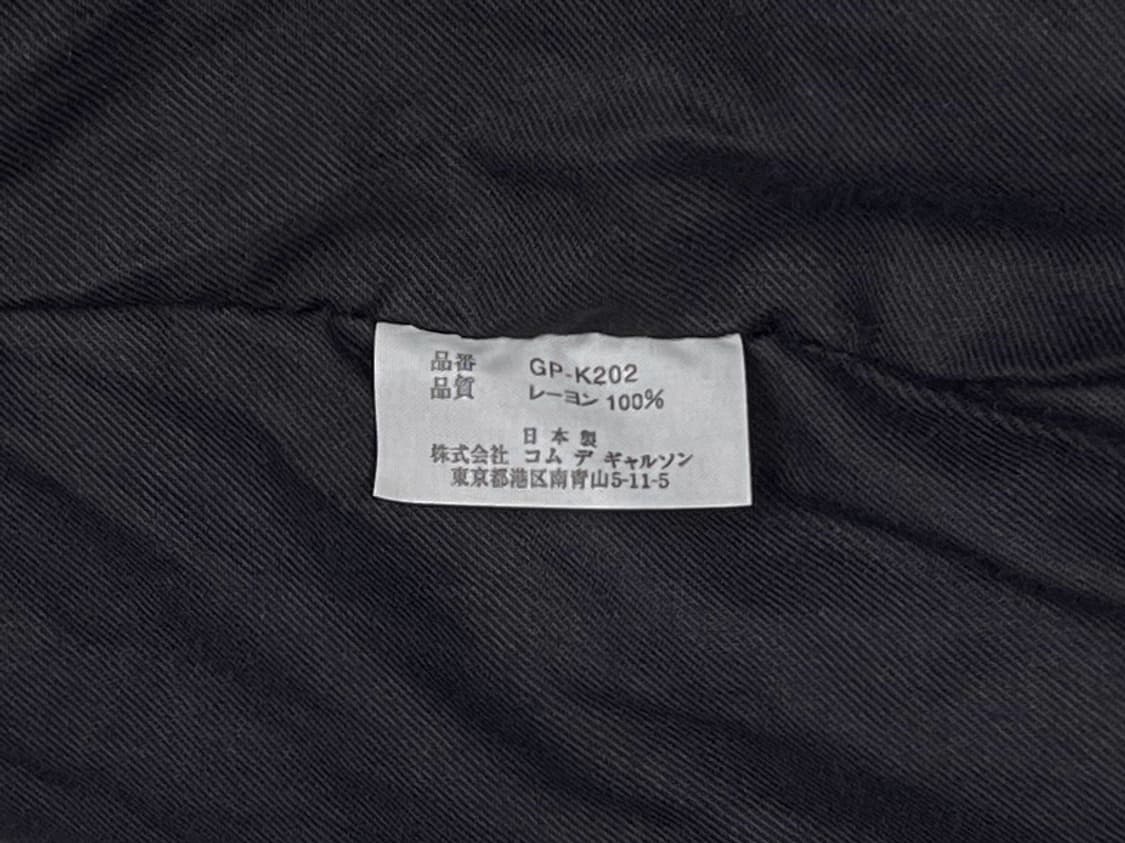 品番 GP-K202
品質 レーヨン 100%
日本製
株式会社 コム デ ギャルソン
東京都港区南青山5-11-5